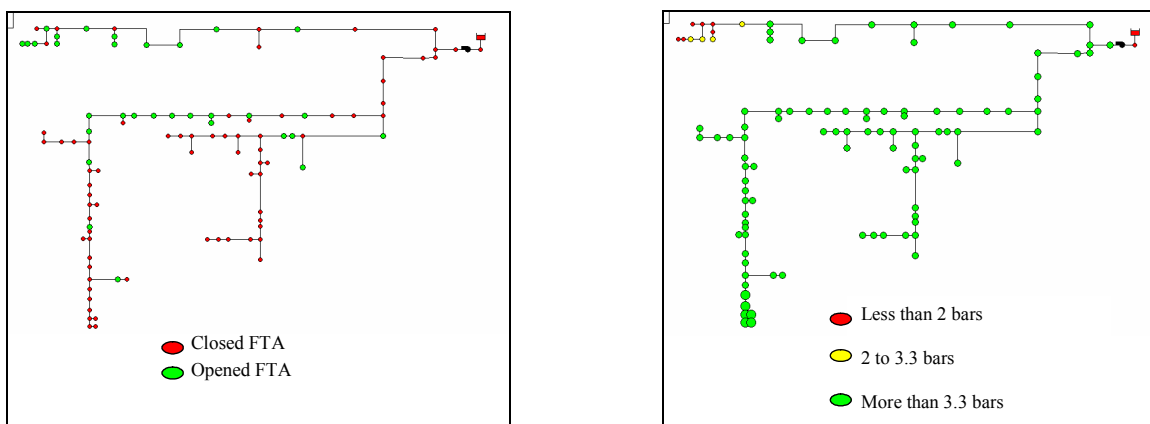 Closed FTA
Opened FTA
Less than 2 bars
2 to 3.3 bars
More than 3.3 bars